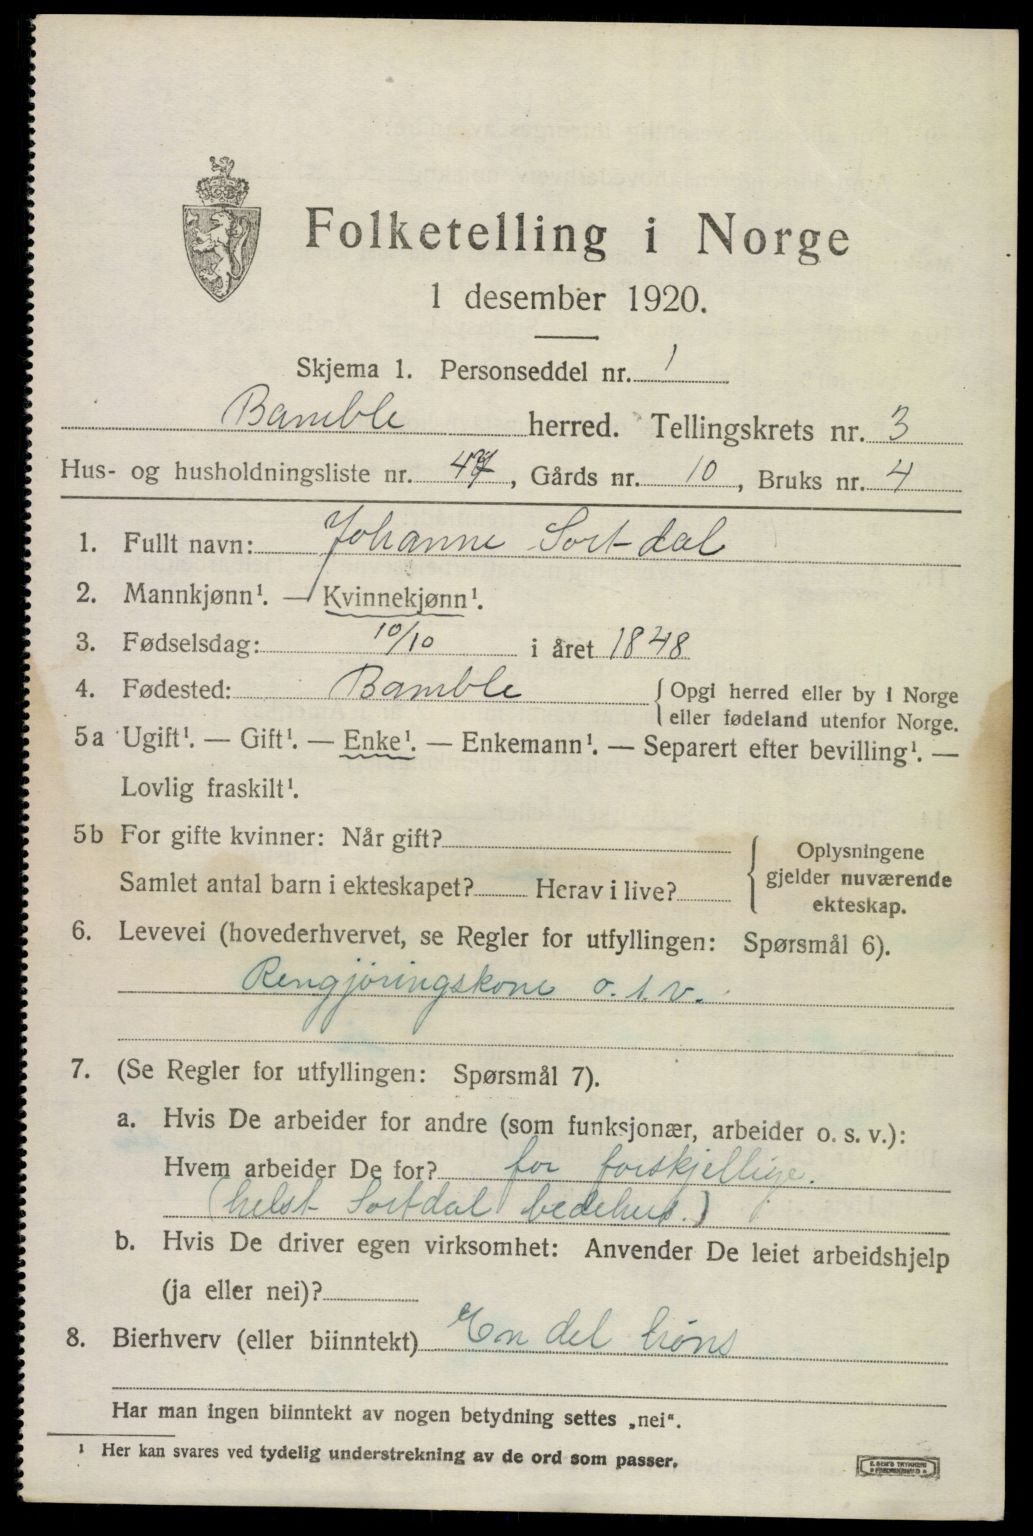 Folketelling i Norge
1 desember 1920.
Skjema 1. Personseddel nr. 1
Bamble herred. Tellingskrets nr. 3
Hus- og husholdningsliste nr. 47, Gårds nr. 10, Bruks nr. 4
1. Fullt navn: Johanne Sortdal
2. Mannkjønn¹. — Kvinnekjønn¹.
3. Fødselsdag: 10/10 i året 1848
4. Fødested: Bamble {Opgi herred eller by i Norge
eller fødeland utenfor Norge.
5a Ugift¹. — Gift¹. — Enke¹. — Enkemann¹. — Separert efter bevilling¹. —
Lovlig fraskilt¹.
5b For gifte kvinner: Når gift?
Samlet antal barn i ekteskapet? Herav i live?
Oplysningene
gjelder nuværende
ekteskap.
6. Levevei (hovederhvervet, se Regler for utfyllingen: Spørsmål 6).
Rengjøringskone o.s.v.
7. (Se Regler for utfyllingen: Spørsmål 7).
a. Hvis De arbeider for andre (som funksjonær, arbeider o. s. v.):
Hvem arbeider De for? for forskjellige.
(helst Sortdal bedehus.)
b. Hvis De driver egen virksomhet: Anvender De leiet arbeidshjelp
(ja eller nei)?
8. Bierhverv (eller biinntekt) En del høns
Har man ingen biinntekt av nogen betydning settes „nei".
¹ Her kan svares ved tydelig understrekning av de ord som passer.